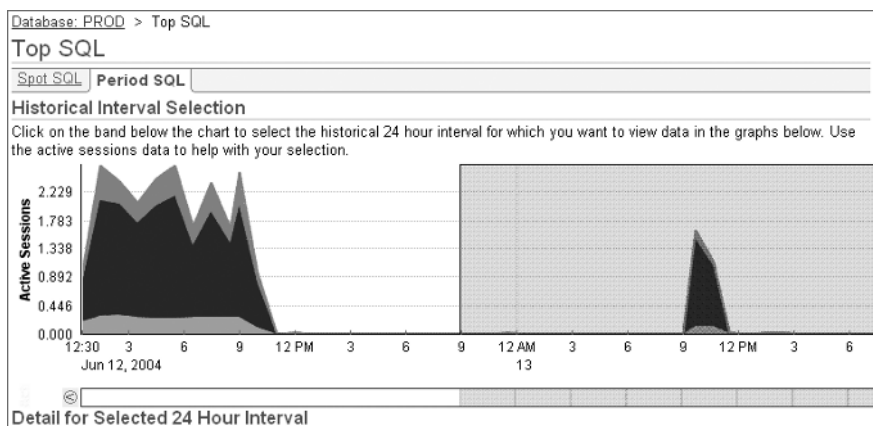 Database: PROD > Top SQL
Top SQL
Spot SQL Period SQL
Historical Interval Selection
Click on the band below the chart to select the historical 24 hour interval for which you want to view data in the graphs below. Use
the active sessions data to help with your selection.
Active Sessions
2.229
1.783
1.338
0.892
0.446
0.000
12:30 3 6 9 12 PM 3 6 9 12 AM 3 6 9 12 PM 3 6
Jun 12, 2004 13
Detail for Selected 24 Hour Interval